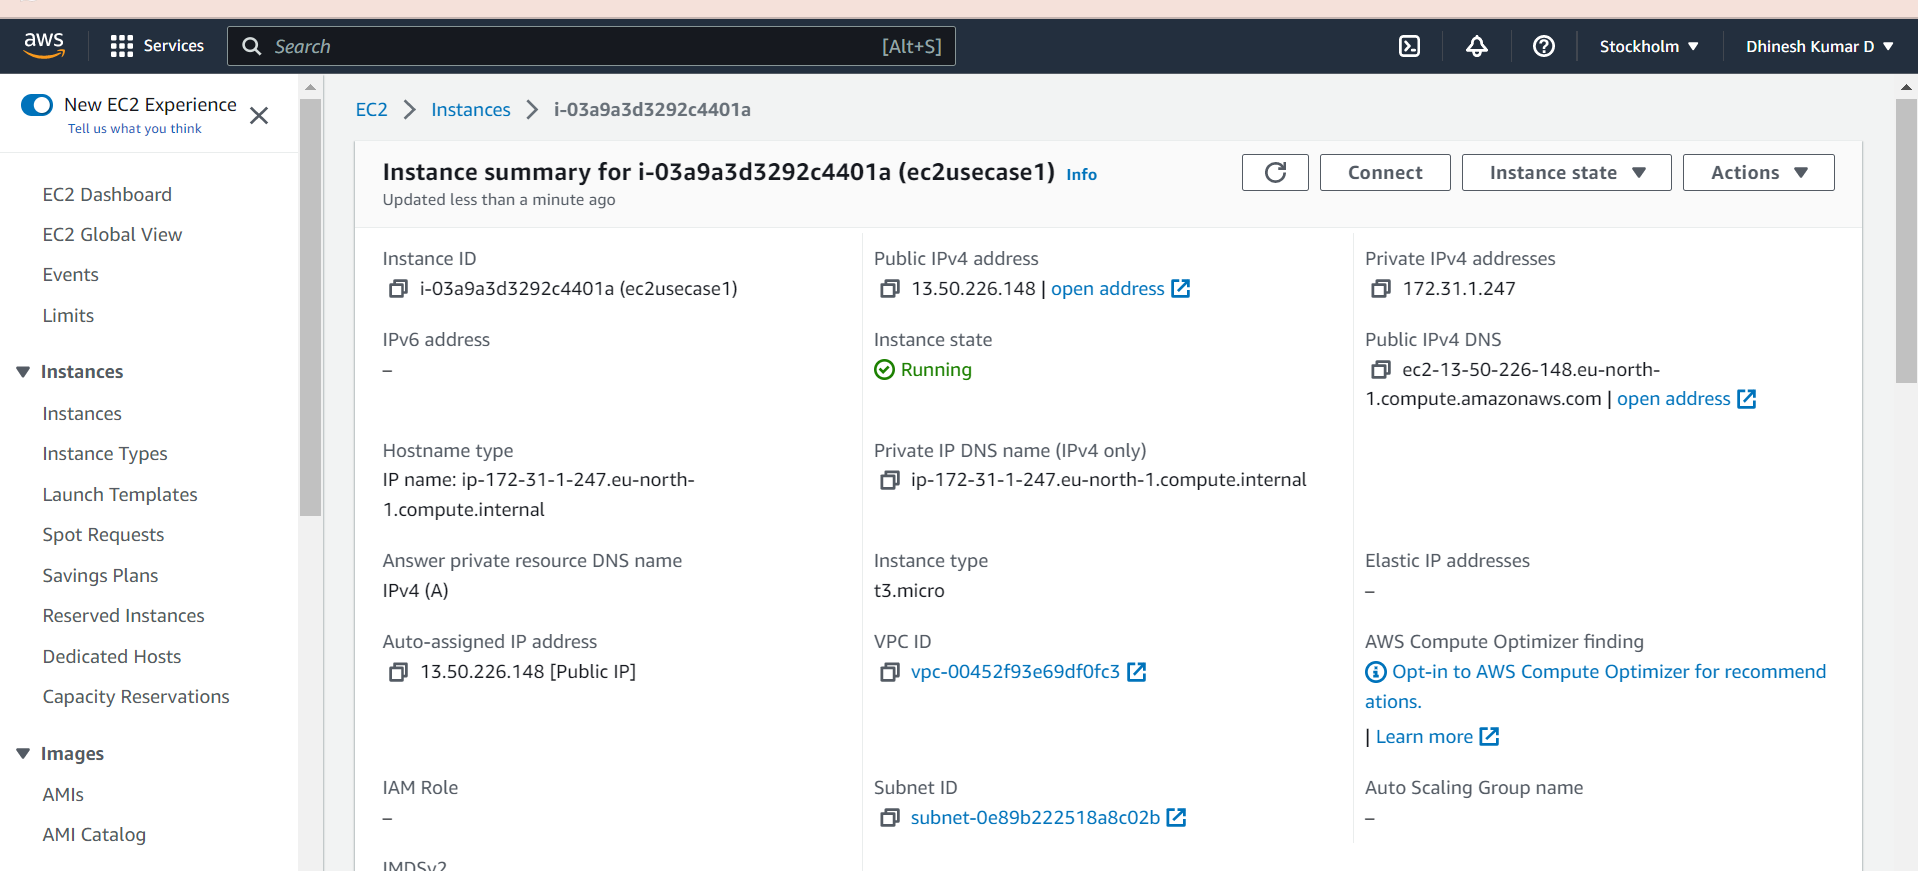 aws
Services
Search
[Alt+S]
Stockholm
Dhinesh Kumar D
New EC2 Experience
Tell us what you think
EC2 Dashboard
EC2 Global View
Events
Limits
Instances
Instances
Instance Types
Launch Templates
Spot Requests
Savings Plans
Reserved Instances
Dedicated Hosts
Capacity Reservations
Images
AMIs
AMI Catalog
EC2 > Instances > i-03a9a3d3292c4401a
Instance summary for i-03a9a3d3292c4401a (ec2usecase1) Info
Updated less than a minute ago
Connect
Instance state
Actions
Instance ID
i-03a9a3d3292c4401a (ec2usecase1)
Public IPv4 address
13.50.226.148 | open address
Private IPv4 addresses
172.31.1.247
IPv6 address
–
Instance state
Running
Public IPv4 DNS
ec2-13-50-226-148.eu-north-
1.compute.amazonaws.com | open address
Hostname type
IP name: ip-172-31-1-247.eu-north-
1.compute.internal
Private IP DNS name (IPv4 only)
ip-172-31-1-247.eu-north-1.compute.internal
Answer private resource DNS name
IPv4 (A)
Instance type
t3.micro
Elastic IP addresses
–
Auto-assigned IP address
13.50.226.148 [Public IP]
VPC ID
vpc-00452f93e69df0fc3
AWS Compute Optimizer finding
Opt-in to AWS Compute Optimizer for recommend
ations.
| Learn more
IAM Role
–
Subnet ID
subnet-0e89b222518a8c02b
Auto Scaling Group name
–
IMDSv2